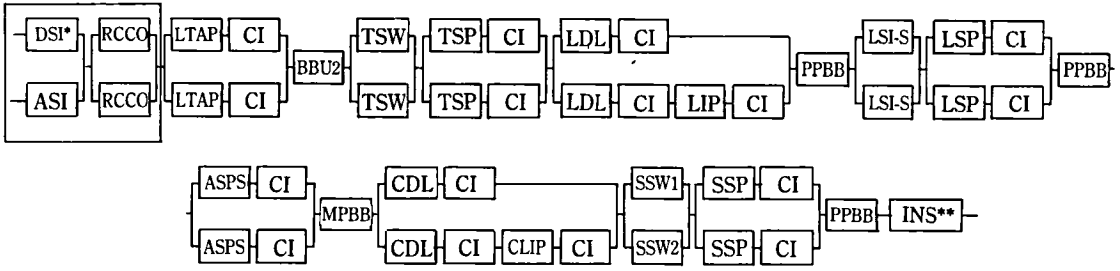 DSI* RCCO LTAP CI TSW TSP CI LDL CI LSI-S LSP CI
BBU2 PPBB PPBB
ASI RCCO LTAP CI TSW TSP CI LDL CI LIP CI LSI-S LSP CI
ASPS CI CDL CI SSW1 SSP CI
MPBB PPBB INS**
ASPS CI CDL CI CLIP CI SSW2 SSP CI